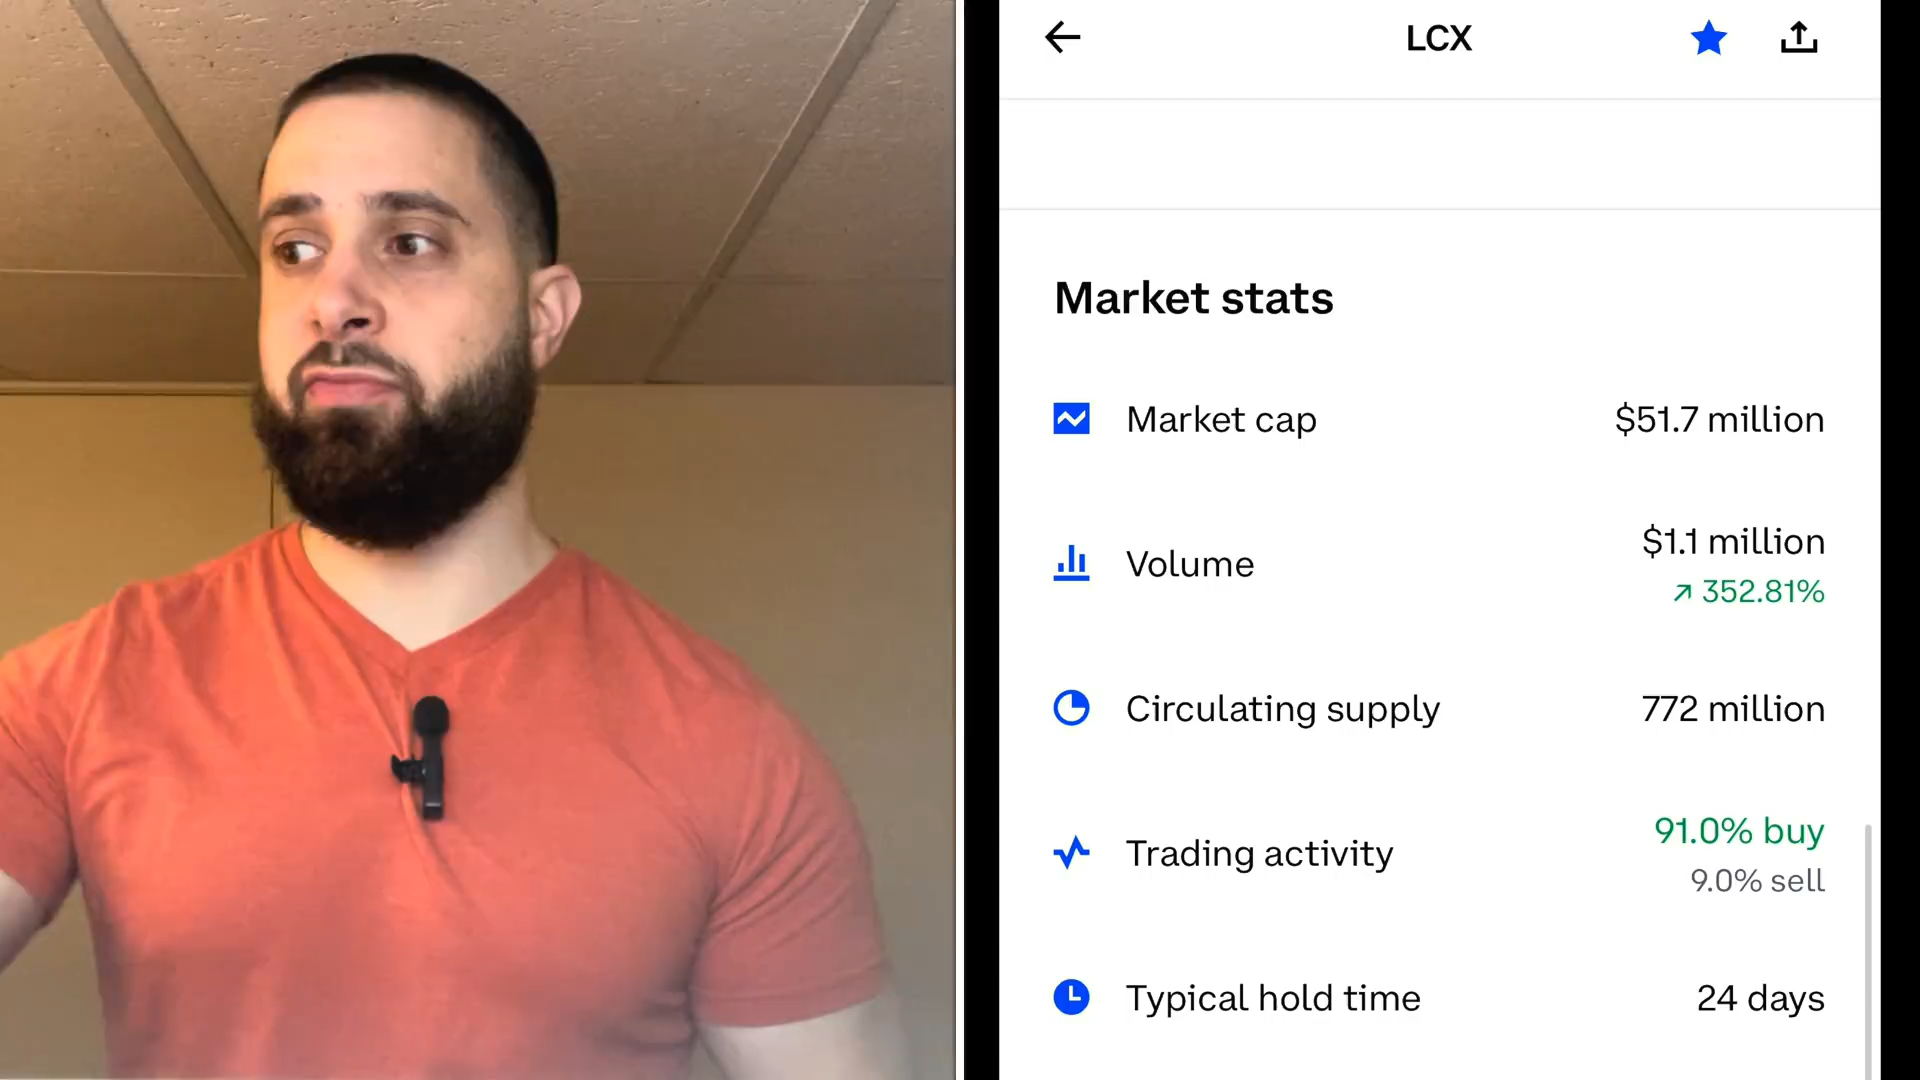 LCX
Market stats
Market cap
$51.7 million
Volume
$1.1 million
↗ 352.81%
Circulating supply
772 million
Trading activity
91.0% buy
9.0% sell
Typical hold time
24 days